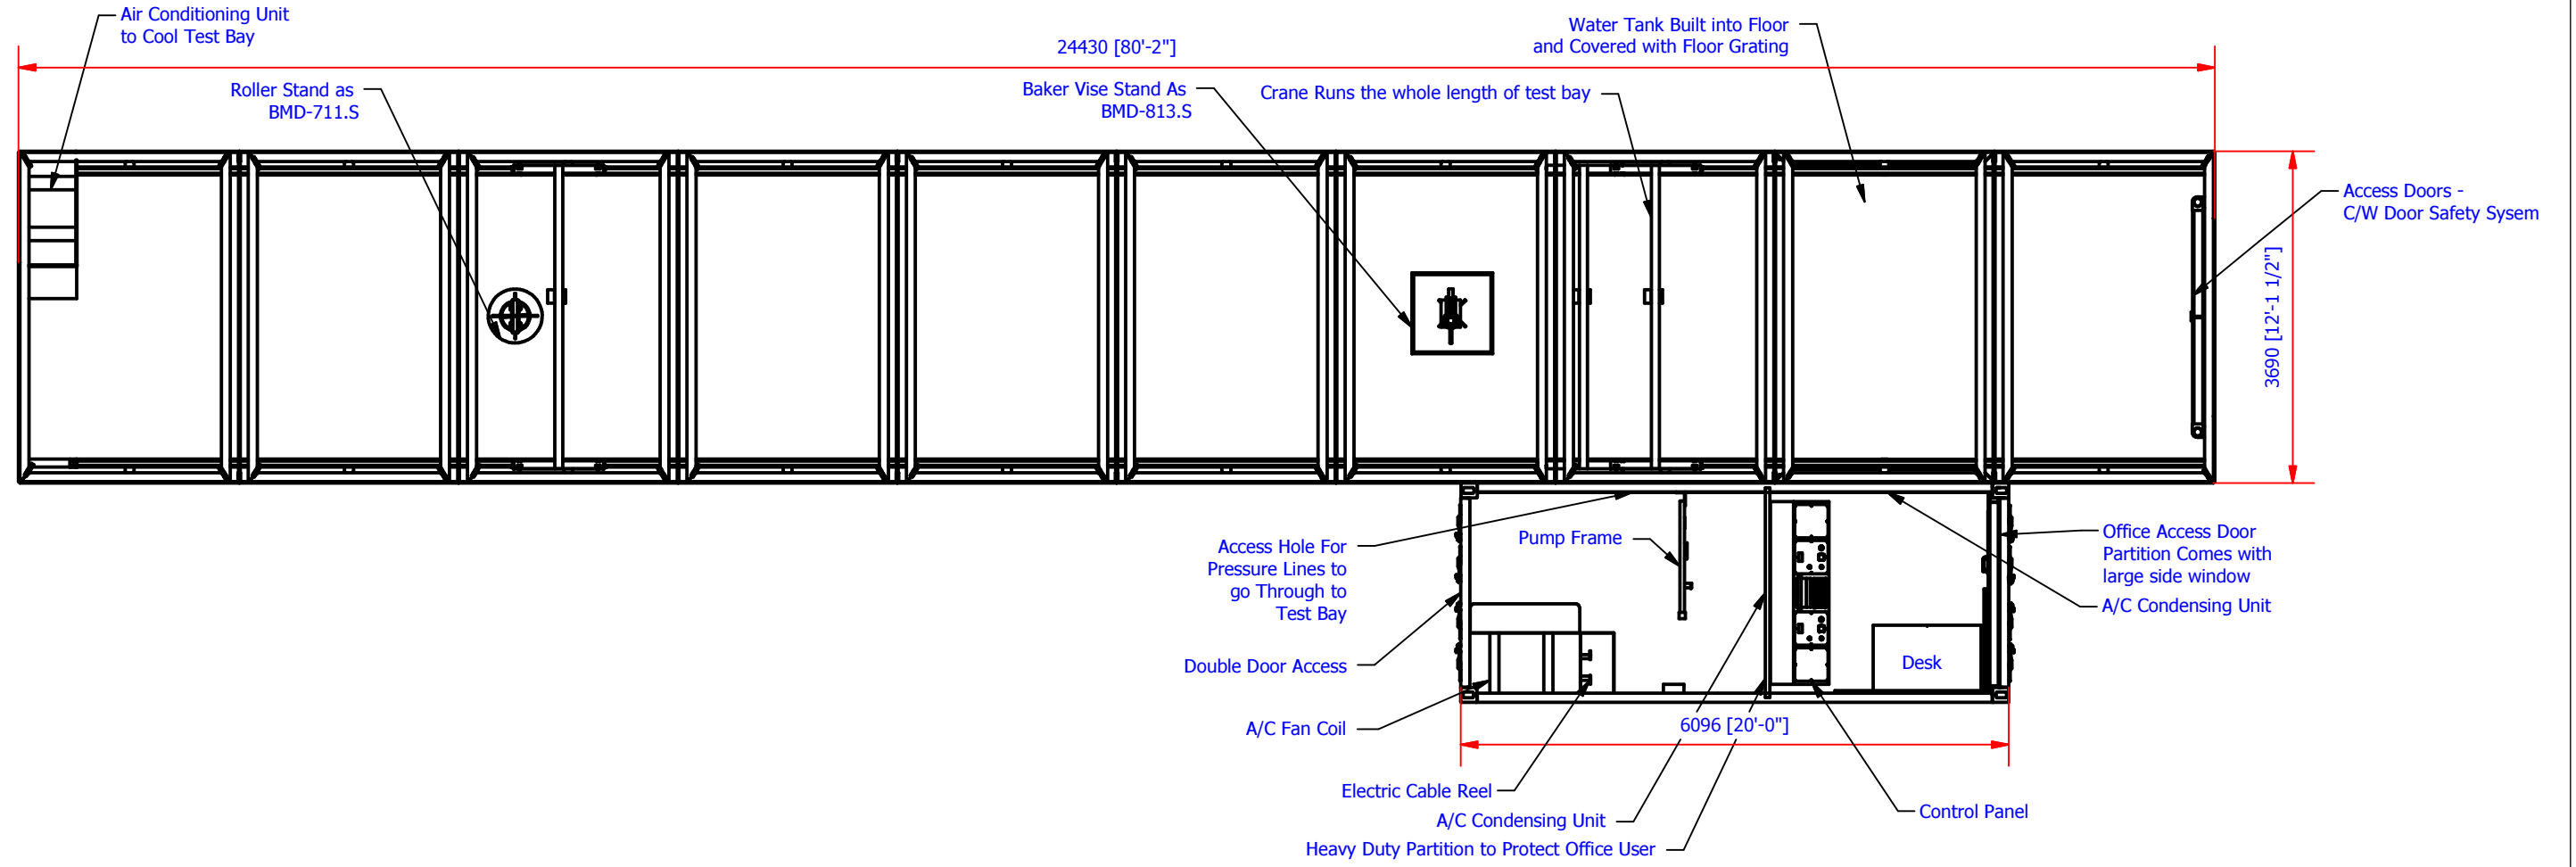 Air Conditioning Unit
to Cool Test Bay
24430 [80'-2"]
Water Tank Built into Floor
and Covered with Floor Grating
Roller Stand as
BMD-711.S
Baker Vise Stand As
BMD-813.S
Crane Runs the whole length of test bay
Access Doors -
C/W Door Safety Sysem
3690 [12'-1 1/2"]
Access Hole For
Pressure Lines to
go Through to
Test Bay
Pump Frame
Office Access Door
Partition Comes with
large side window
A/C Condensing Unit
Double Door Access
Desk
A/C Fan Coil
6096 [20'-0"]
Electric Cable Reel
A/C Condensing Unit
Control Panel
Heavy Duty Partition to Protect Office User